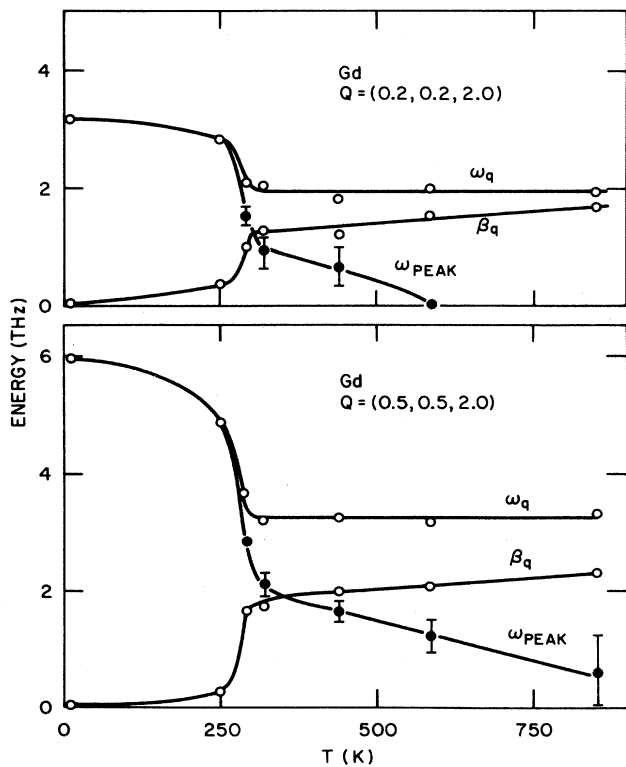 4
Gd
Q = (0.2, 0.2, 2.0)
ωq
2
βq
ωPEAK
0
ENERGY (THz)
6
Gd
Q = (0.5, 0.5, 2.0)
4
ωq
βq
2
ωPEAK
0
0 250 500 750
T (K)